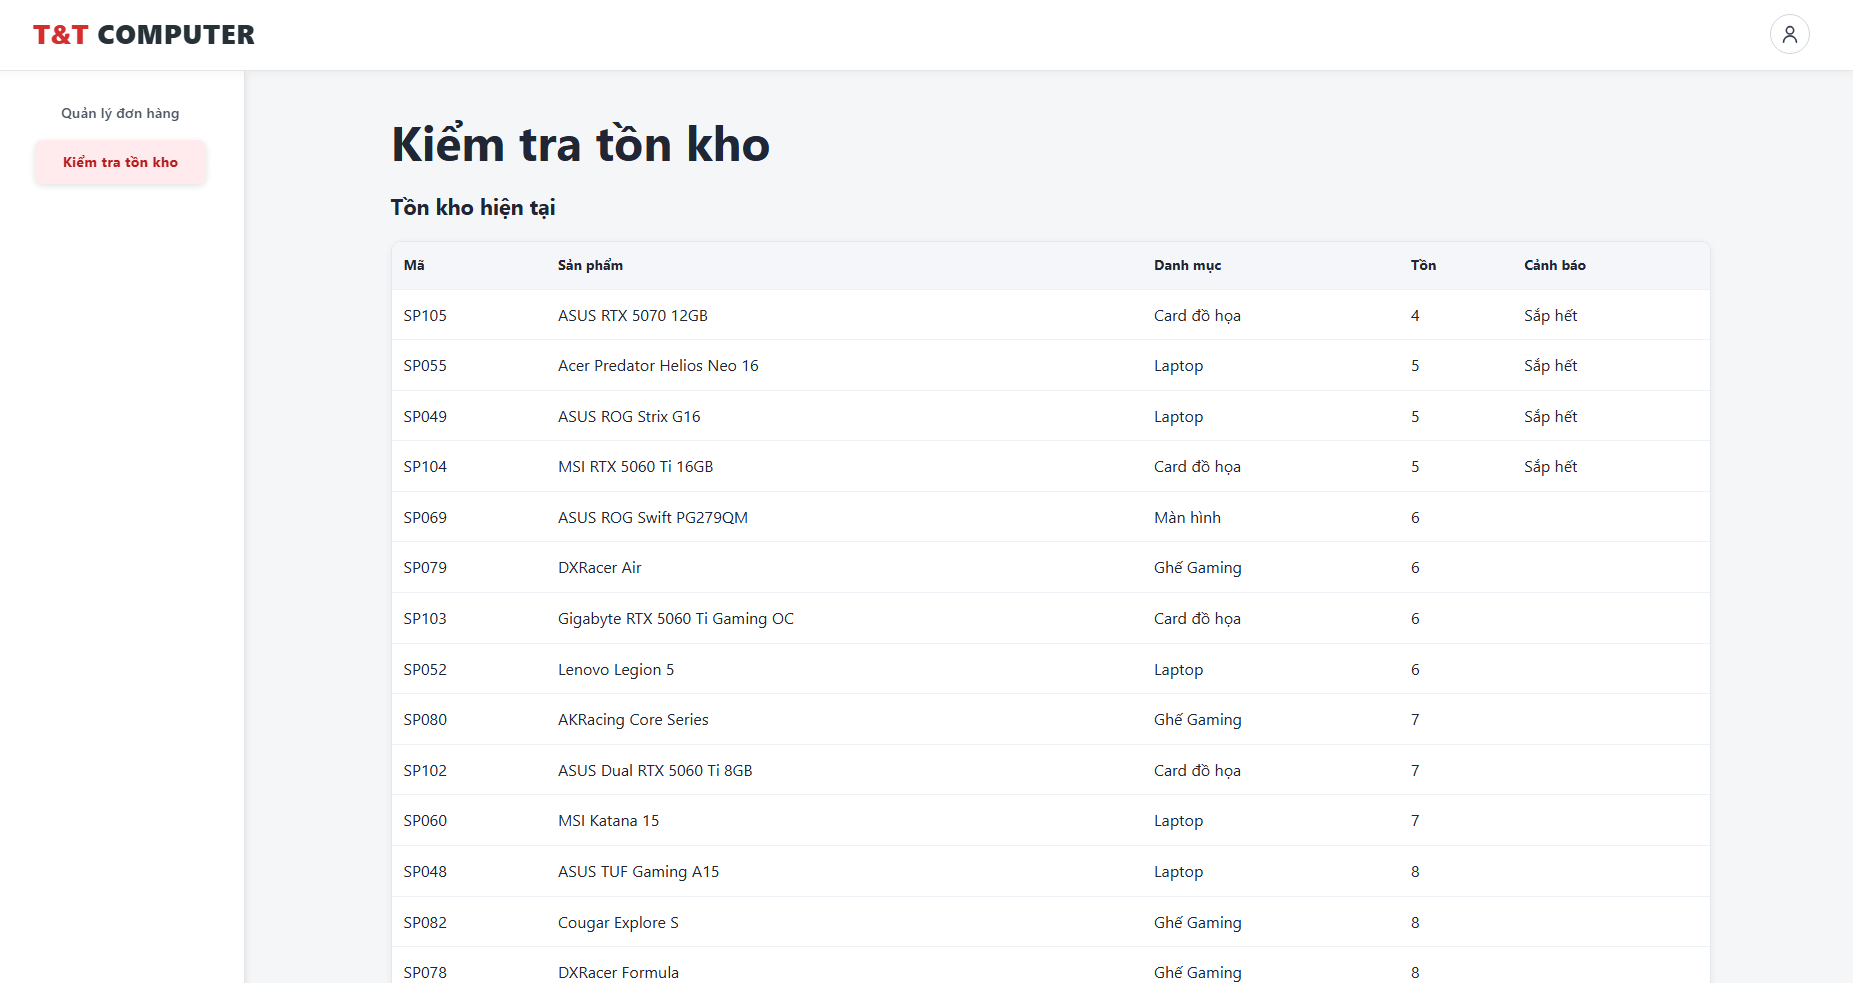 T&T COMPUTER
Quản lý đơn hàng
Kiểm tra tồn kho
Kiểm tra tồn kho
Tồn kho hiện tại
Mã Sản phẩm Danh mục Tồn Cảnh báo
SP105 ASUS RTX 5070 12GB Card đồ họa 4 Sắp hết
SP055 Acer Predator Helios Neo 16 Laptop 5 Sắp hết
SP049 ASUS ROG Strix G16 Laptop 5 Sắp hết
SP104 MSI RTX 5060 Ti 16GB Card đồ họa 5 Sắp hết
SP069 ASUS ROG Swift PG279QM Màn hình 6
SP079 DXRacer Air Ghế Gaming 6
SP103 Gigabyte RTX 5060 Ti Gaming OC Card đồ họa 6
SP052 Lenovo Legion 5 Laptop 6
SP080 AKRacing Core Series Ghế Gaming 7
SP102 ASUS Dual RTX 5060 Ti 8GB Card đồ họa 7
SP060 MSI Katana 15 Laptop 7
SP048 ASUS TUF Gaming A15 Laptop 8
SP082 Cougar Explore S Ghế Gaming 8
SP078 DXRacer Formula Ghế Gaming 8